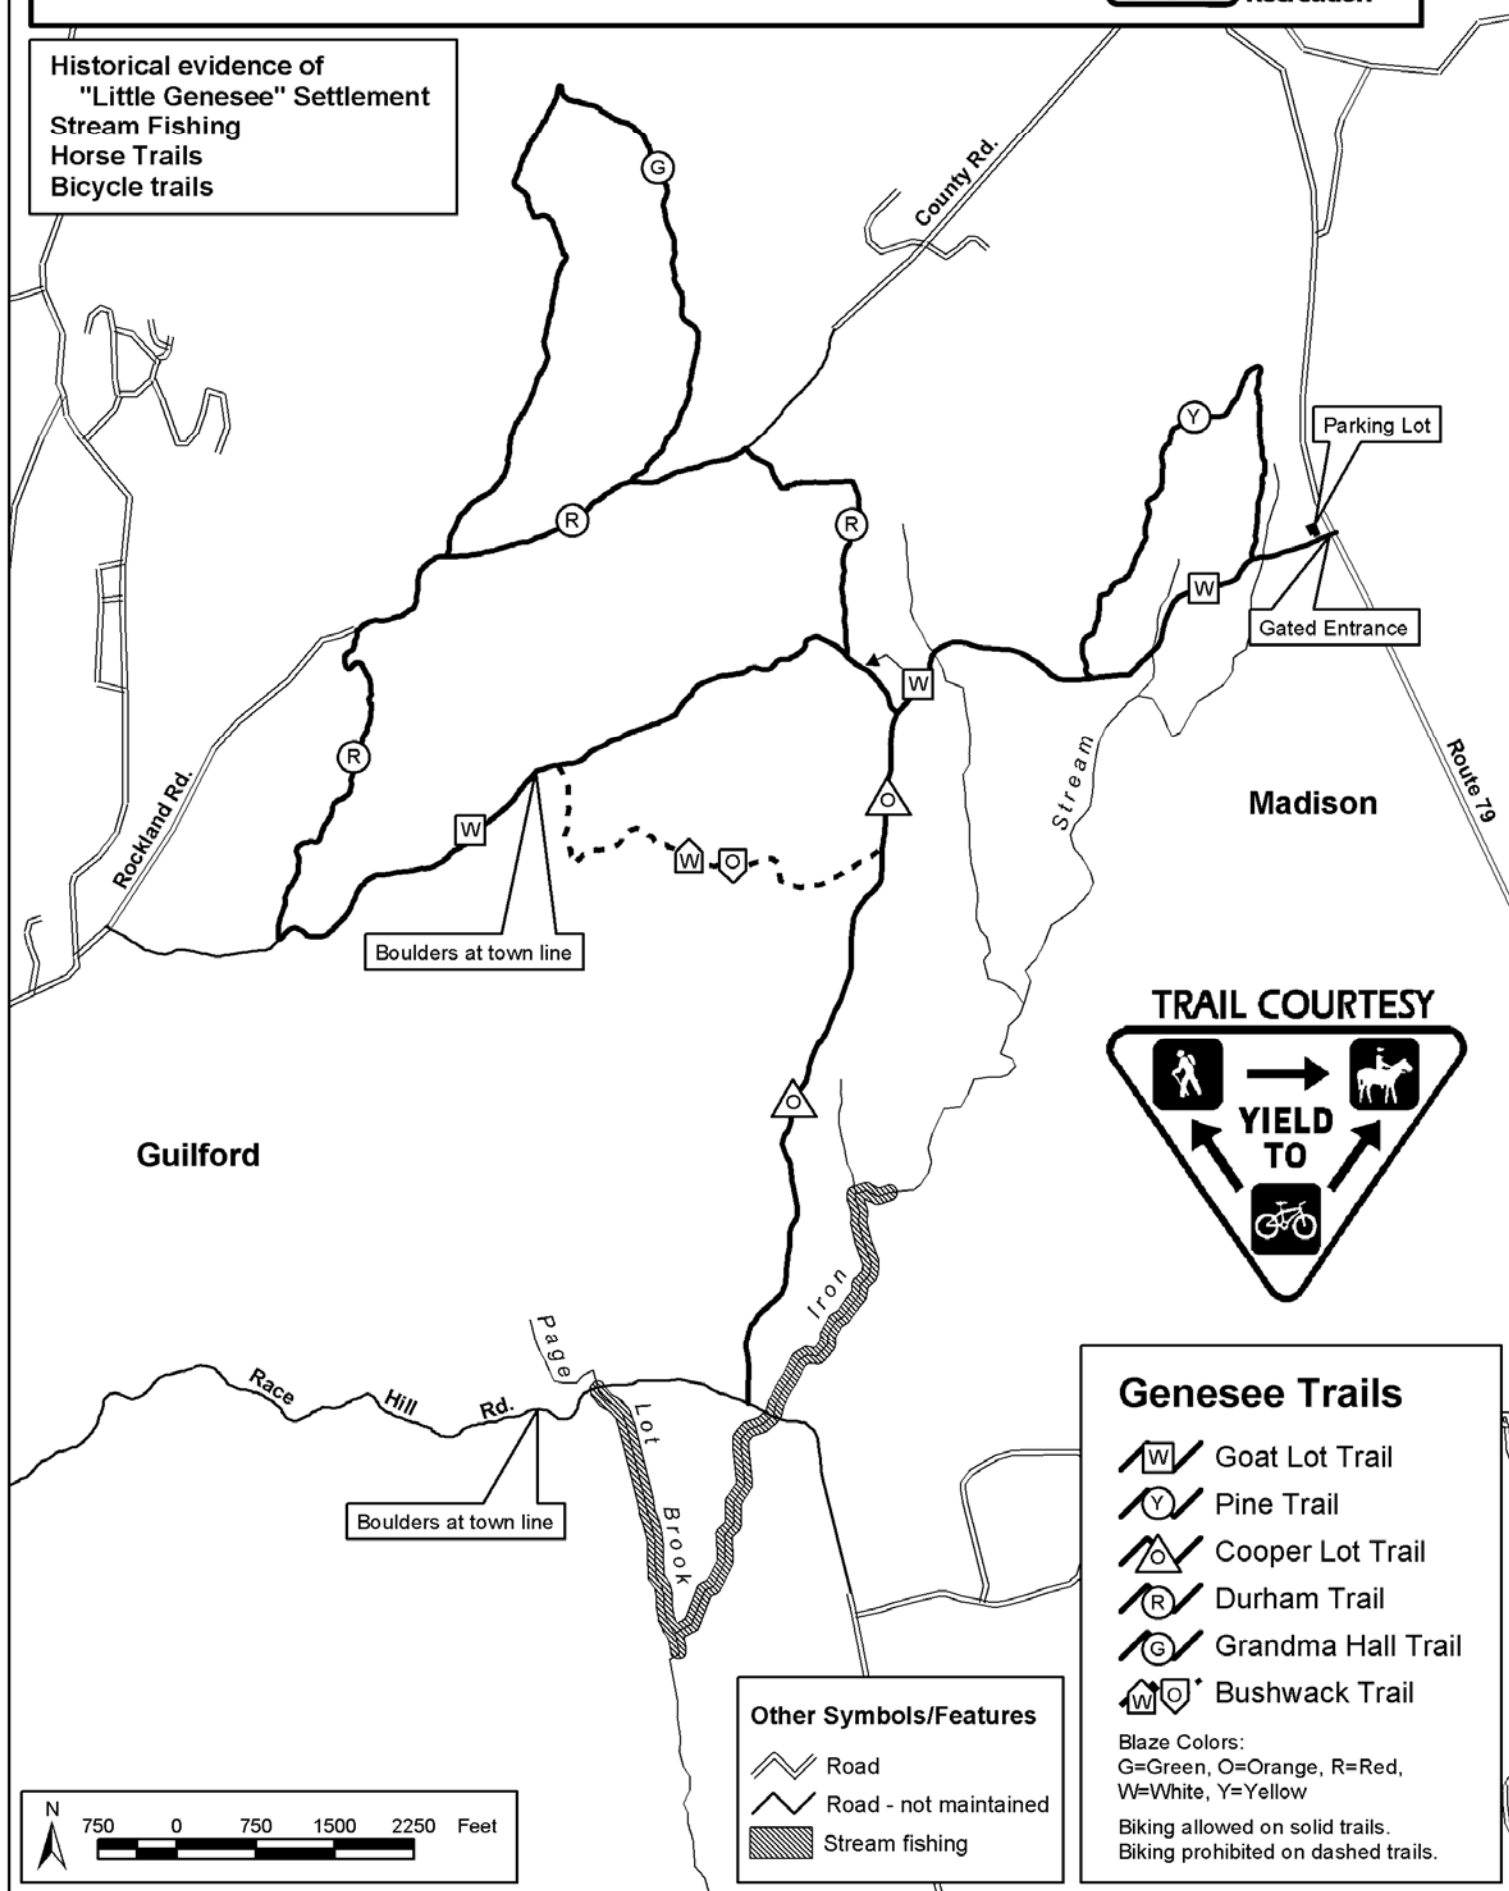 Recreation
Historical evidence of
"Little Genesee" Settlement
Stream Fishing
Horse Trails
Bicycle trails
G
County Rd.
Y
Parking Lot
R
R
W
Gated Entrance
W
R
Rockland Rd.
W
O
Stream
Route 79
Madison
W
O
Boulders at town line
TRAIL COURTESY
YIELD
TO
O
Guilford
Iron
Page
Lot
Brook
Race
Hill
Rd.
Boulders at town line
Genesee Trails
W Goat Lot Trail
Y Pine Trail
O Cooper Lot Trail
R Durham Trail
G Grandma Hall Trail
W O Bushwack Trail
Blaze Colors:
G=Green, O=Orange, R=Red,
W=White, Y=Yellow
Biking allowed on solid trails.
Biking prohibited on dashed trails.
Other Symbols/Features
Road
Road - not maintained
Stream fishing
N
750 0 750 1500 2250 Feet